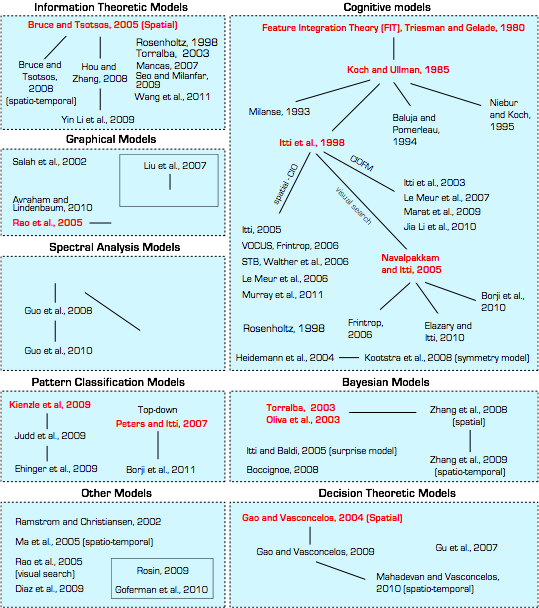 Information Theoretic Models
Bruce and Tsotsos, 2005 (Spatial)
Bruce and
Tsotsos,
2008
(spatio-temporal)
Hou and
Zhang, 2008
Rosenholtz, 1998
Torralba, 2003
Mancas, 2007
Seo and Milanfar,
2009
Wang et al., 2011
Yin Li et al., 2009
Graphical Models
Salah et al., 2002
Liu et al., 2007
Avraham and
Lindenbaum, 2010
Rao et al., 2005
Spectral Analysis Models
Guo et al., 2008
Guo et al., 2010
Cognitive models
Feature Integration Theory (FIT), Triesman and Gelade, 1980
Koch and Ullman, 1985
Milanse, 1993
Itti et al., 1998
Baluja and
Pomerleau,
1994
Niebur
and Koch,
1995
spatial - CIO
CIOFM
visual search
Itti et al., 2003
Le Meur et al., 2007
Marat et al., 2009
Jia Li et al., 2010
Itti, 2005
VOCUS, Frintrop, 2006
STB, Walther et al., 2006
Le Meur et al., 2006
Murray et al., 2011
Navalpakkam
and Itti, 2005
Rosenholtz, 1998
Frintrop,
2006
Elazary and
Itti, 2010
Borji et al.,
2010
Heidemann et al., 2004
Kootstra et al., 2008 (symmetry model)
Pattern Classification Models
Kienzle et al, 2009
Judd et al., 2009
Ehinger et al., 2009
Top-down
Peters and Itti, 2007
Borji et al., 2011
Bayesian Models
Torralba, 2003
Oliva et al., 2003
Zhang et al., 2008
(spatial)
Itti and Baldi, 2005 (surprise model)
Boccignoe, 2008
Zhang et al., 2009
(spatio-temporal)
Other Models
Ramstrom and Christiansen, 2002
Ma et al., 2005 (spatio-temporal)
Rao et al., 2005
(visual search)
Diaz et al., 2009
Rosin, 2009
Goferman et al., 2010
Decision Theoretic Models
Gao and Vasconcelos, 2004 (Spatial)
Gao and Vasconcelos, 2009
Gu et al., 2007
Mahadevan and Vasconcelos,
2010 (spatio-temporal)